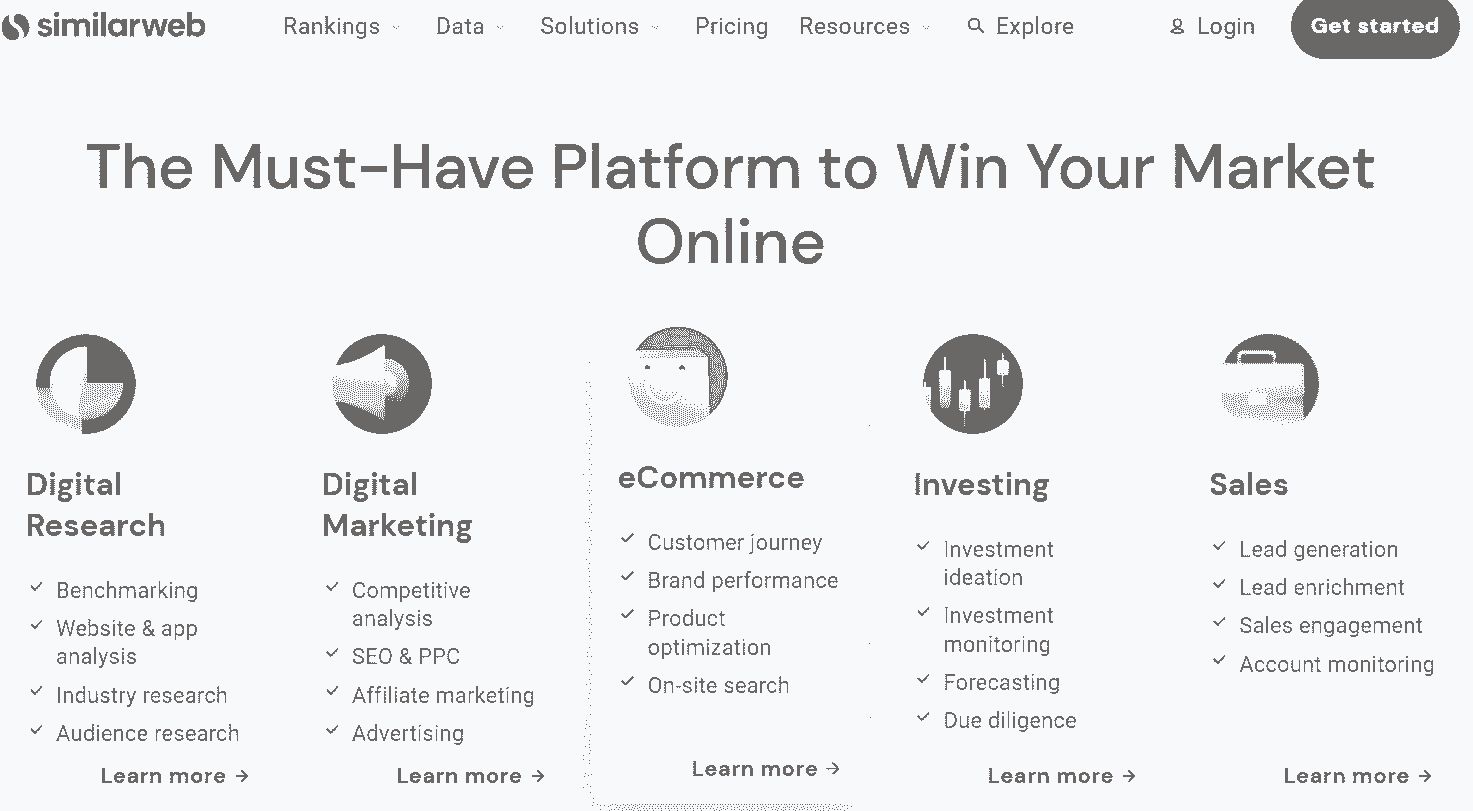 similarweb
Rankings
Data
Solutions
Pricing
Resources
Explore
Login
Get started
The Must-Have Platform to Win Your Market
Online
Digital
Research
Benchmarking
Website & app
analysis
Industry research
Audience research
Learn more →
Digital
Marketing
Competitive
analysis
SEO & PPC
Affiliate marketing
Advertising
Learn more →
eCommerce
Customer journey
Brand performance
Product
optimization
On-site search
Learn more →
Investing
Investment
ideation
Investment
monitoring
Forecasting
Due diligence
Learn more →
Sales
Lead generation
Lead enrichment
Sales engagement
Account monitoring
Learn more →